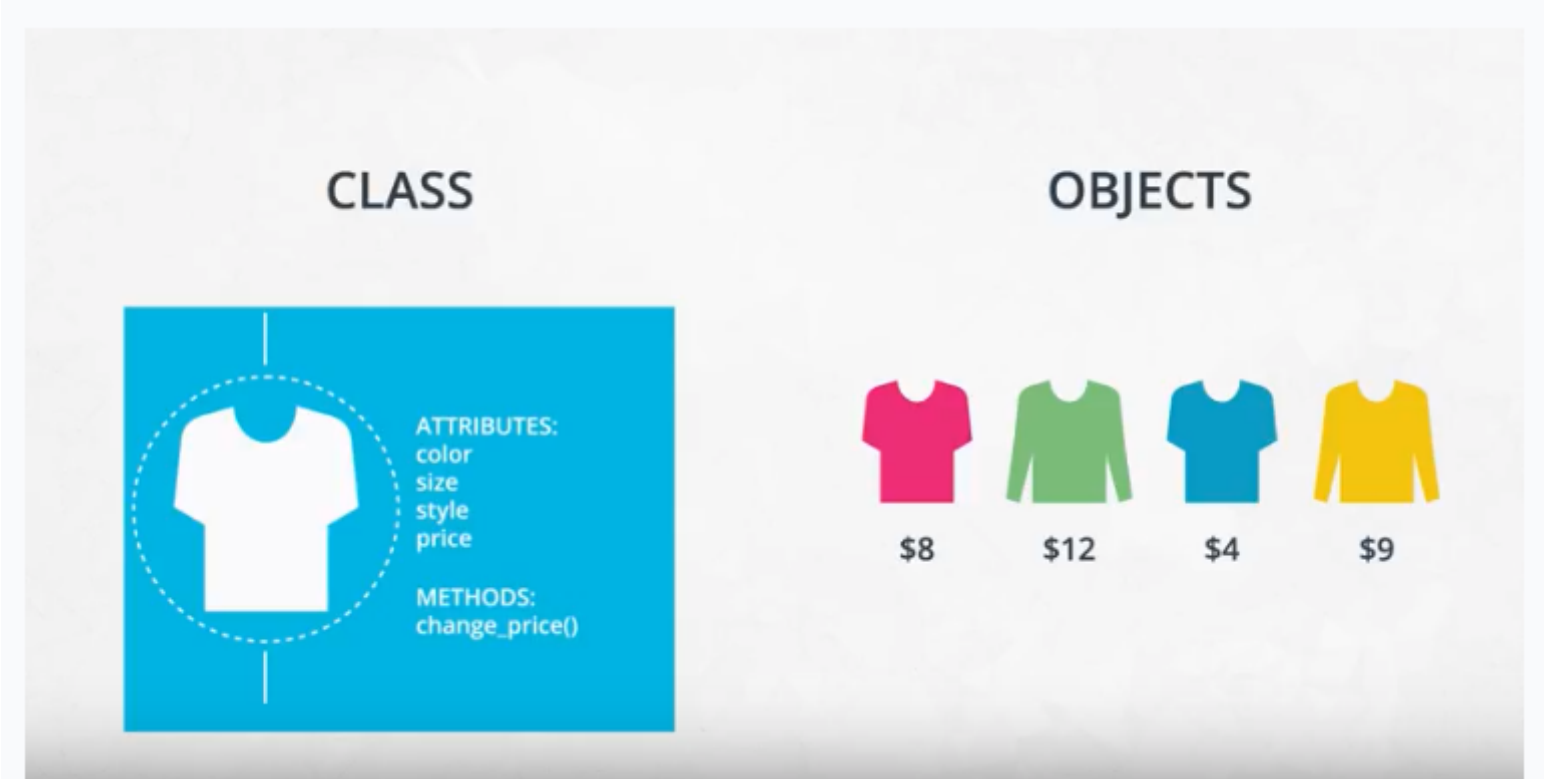 CLASS
OBJECTS
ATTRIBUTES:
color
size
style
price
METHODS:
change_price()
$8
$12
$4
$9